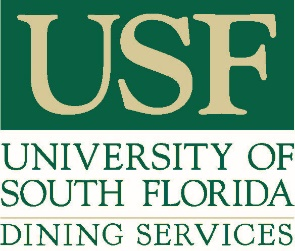 USF
UNIVERSITY OF
SOUTH FLORIDA
DINING SERVICES